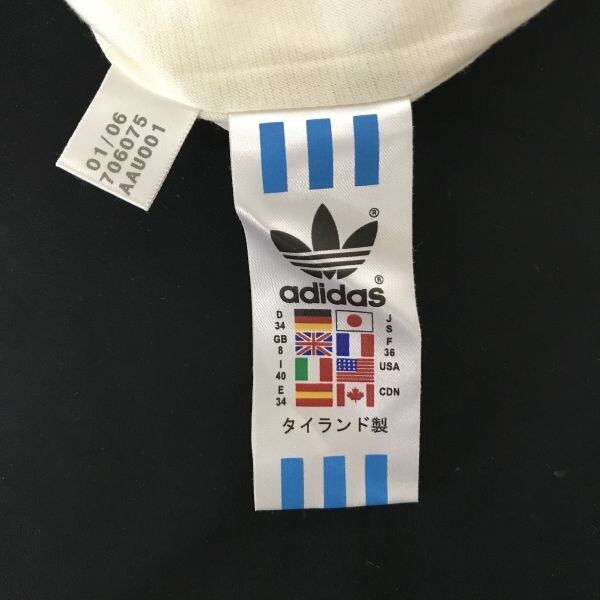 01/06
706075
AAU001
®
adidas®
D 34
J S
GB 8
F 36
I 40
USA
E 34
CDN
タイランド製